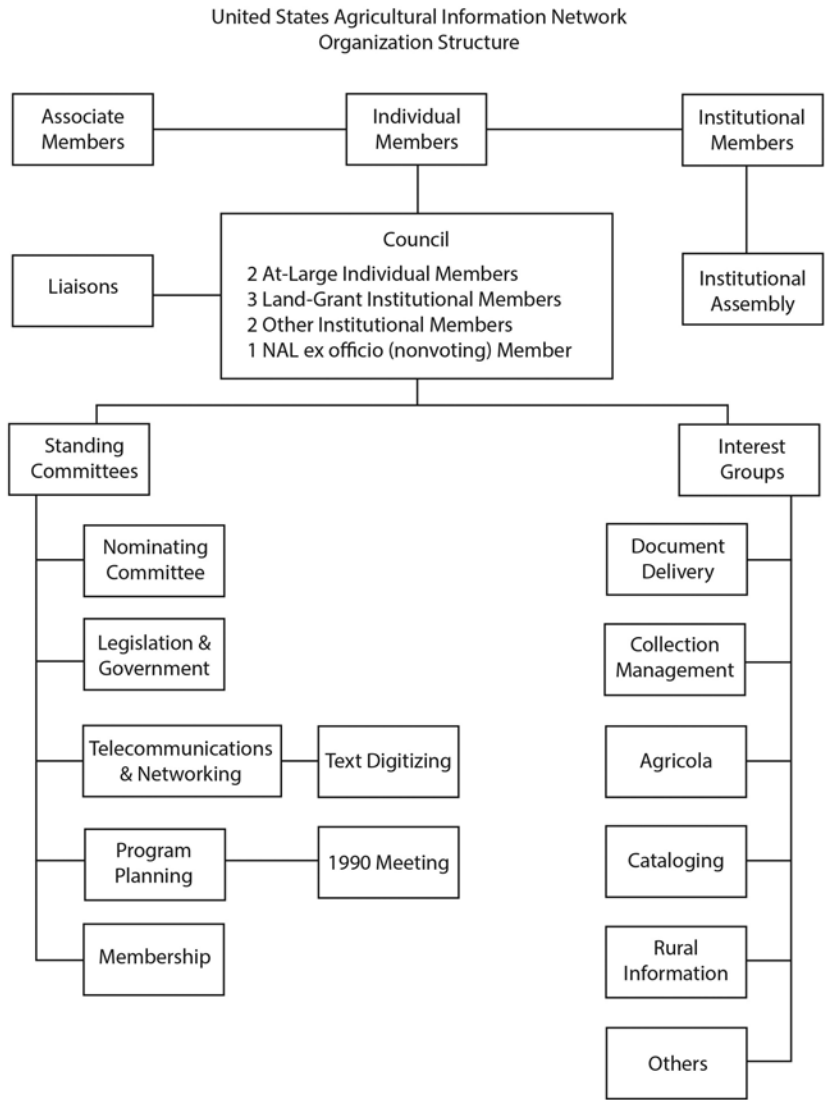 United States Agricultural Information Network
Organization Structure
Associate
Members
Individual
Members
Institutional
Members
Council
2 At-Large Individual Members
3 Land-Grant Institutional Members
2 Other Institutional Members
1 NAL ex officio (nonvoting) Member
Liaisons
Institutional
Assembly
Standing
Committees
Interest
Groups
Nominating
Committee
Legislation &
Government
Telecommunications
& Networking
Text Digitizing
Program
Planning
1990 Meeting
Membership
Document
Delivery
Collection
Management
Agricola
Cataloging
Rural
Information
Others